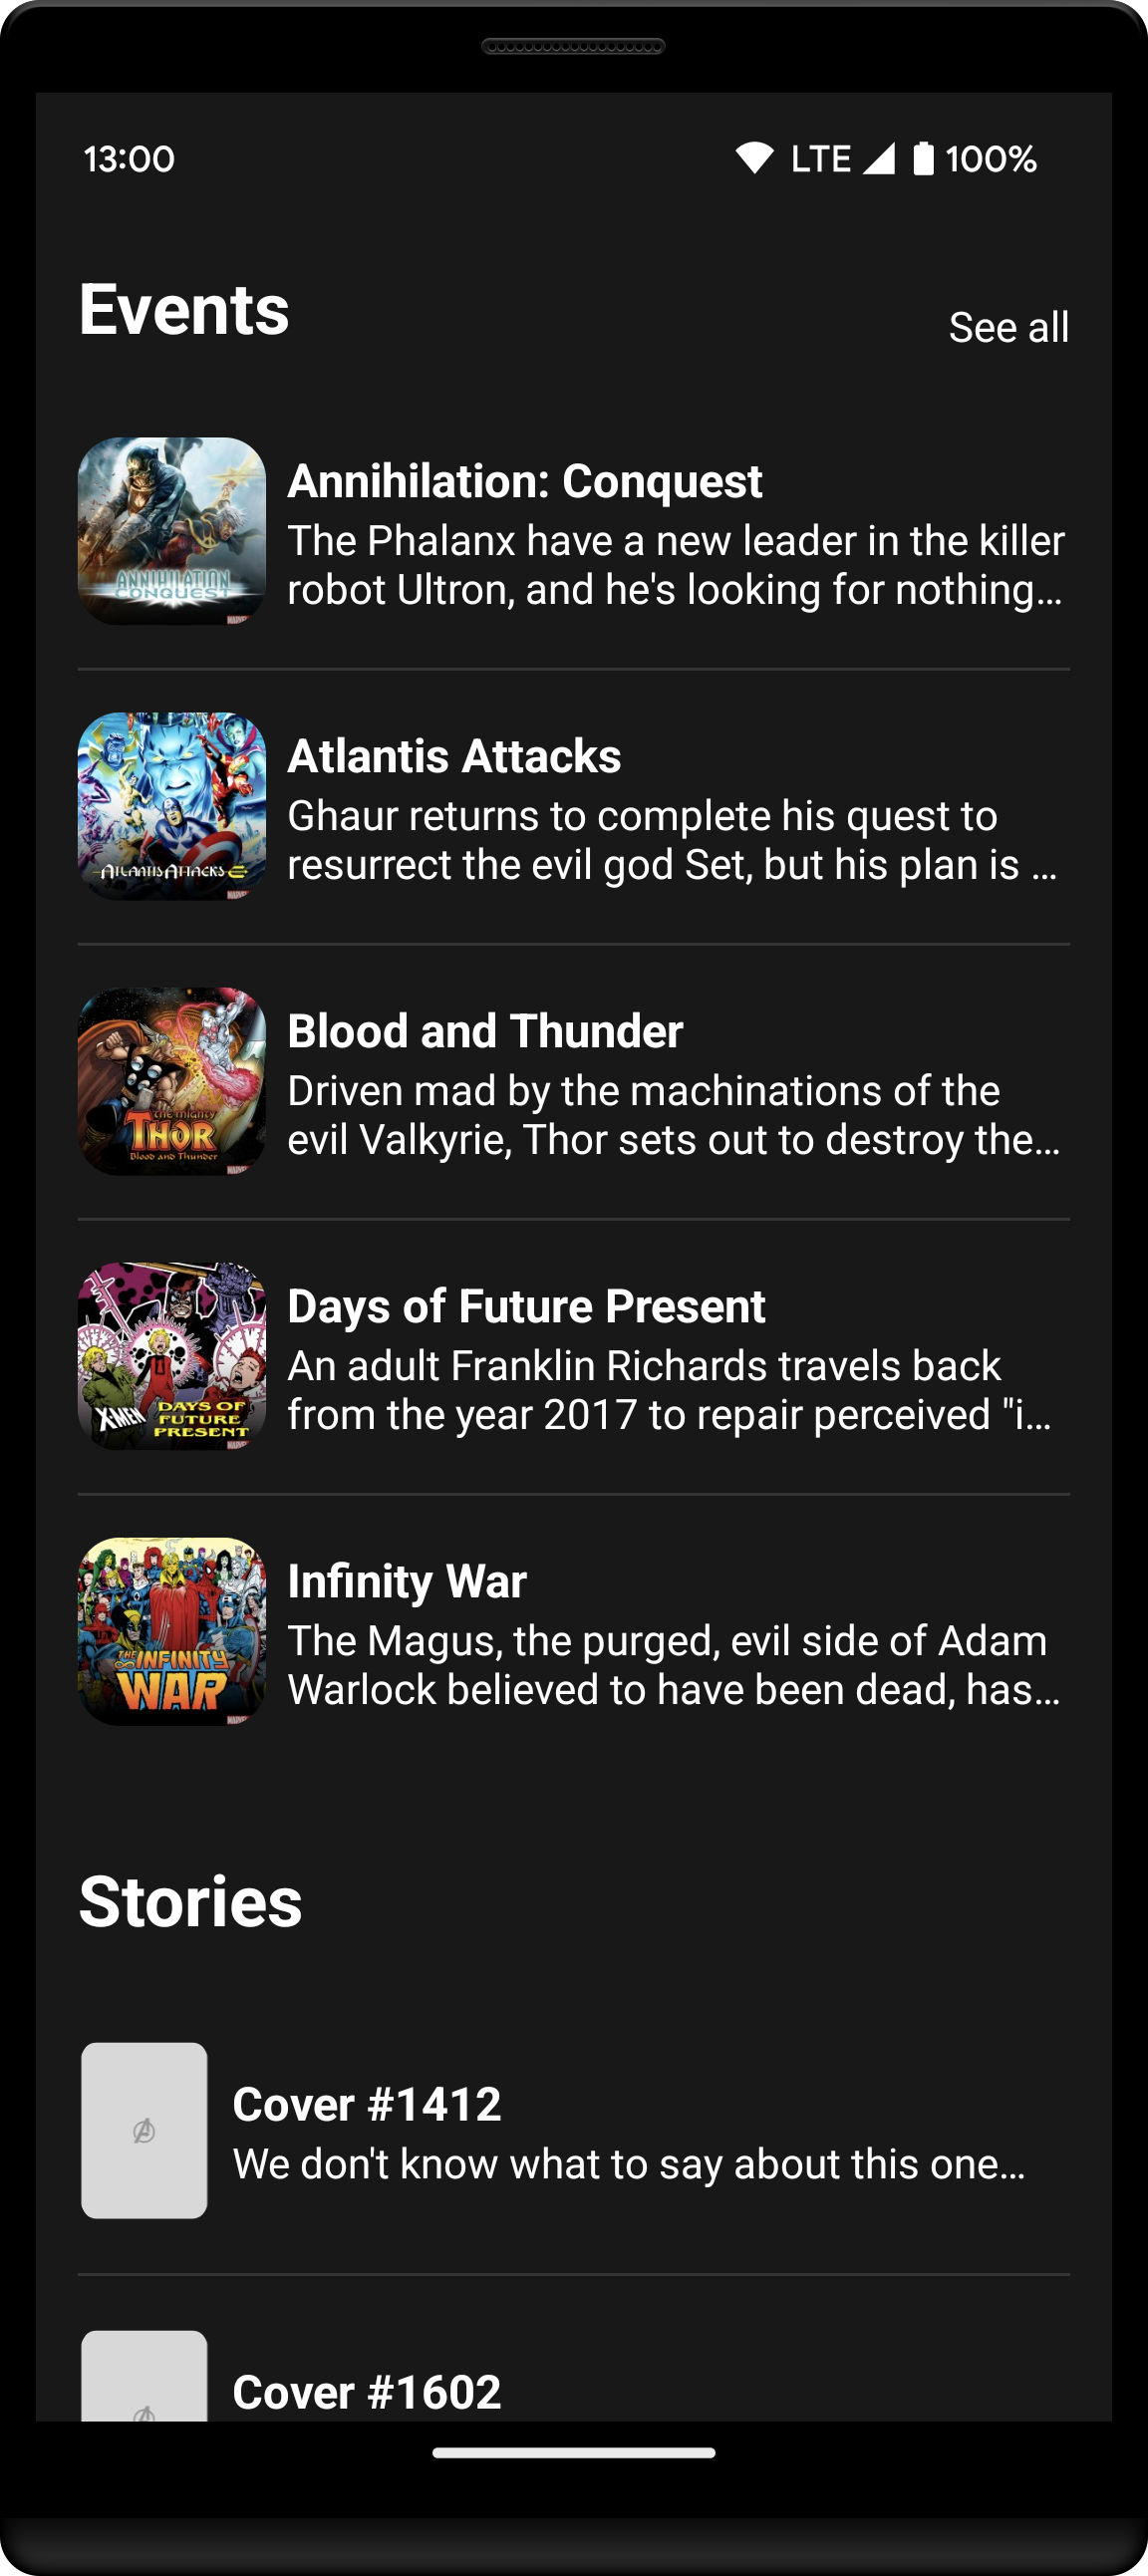 13:00 LTE 100%
Events
See all
ANNIHILATION
CONQUEST
MARVEL
Annihilation: Conquest
The Phalanx have a new leader in the killer
robot Ultron, and he's looking for nothing…
ATLANTIS ATTACKS
MARVEL
Atlantis Attacks
Ghaur returns to complete his quest to
resurrect the evil god Set, but his plan is …
THE MIGHTY
THOR
Blood and Thunder
MARVEL
Blood and Thunder
Driven mad by the machinations of the
evil Valkyrie, Thor sets out to destroy the…
X-MEN
DAYS OF
FUTURE
PRESENT
MARVEL
Days of Future Present
An adult Franklin Richards travels back
from the year 2017 to repair perceived "i…
THE INFINITY
WAR
MARVEL
Infinity War
The Magus, the purged, evil side of Adam
Warlock believed to have been dead, has…
Stories
Cover #1412
We don't know what to say about this one…
Cover #1602